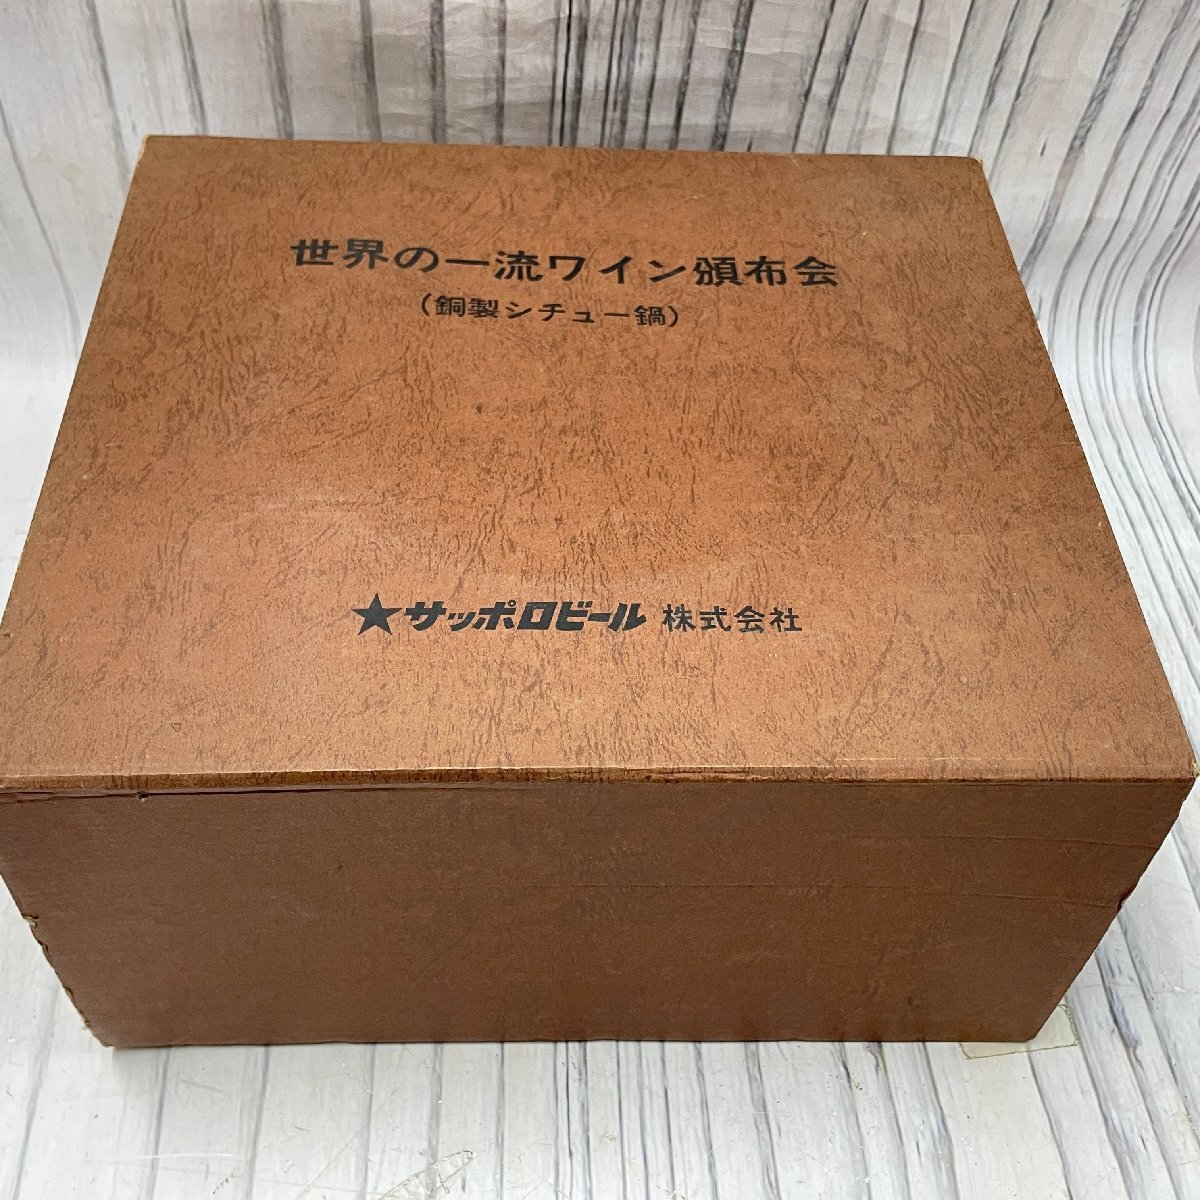 世界の一流ワイン頒布会
（銅製シチュー鍋）
★サッポロビール 株式会社